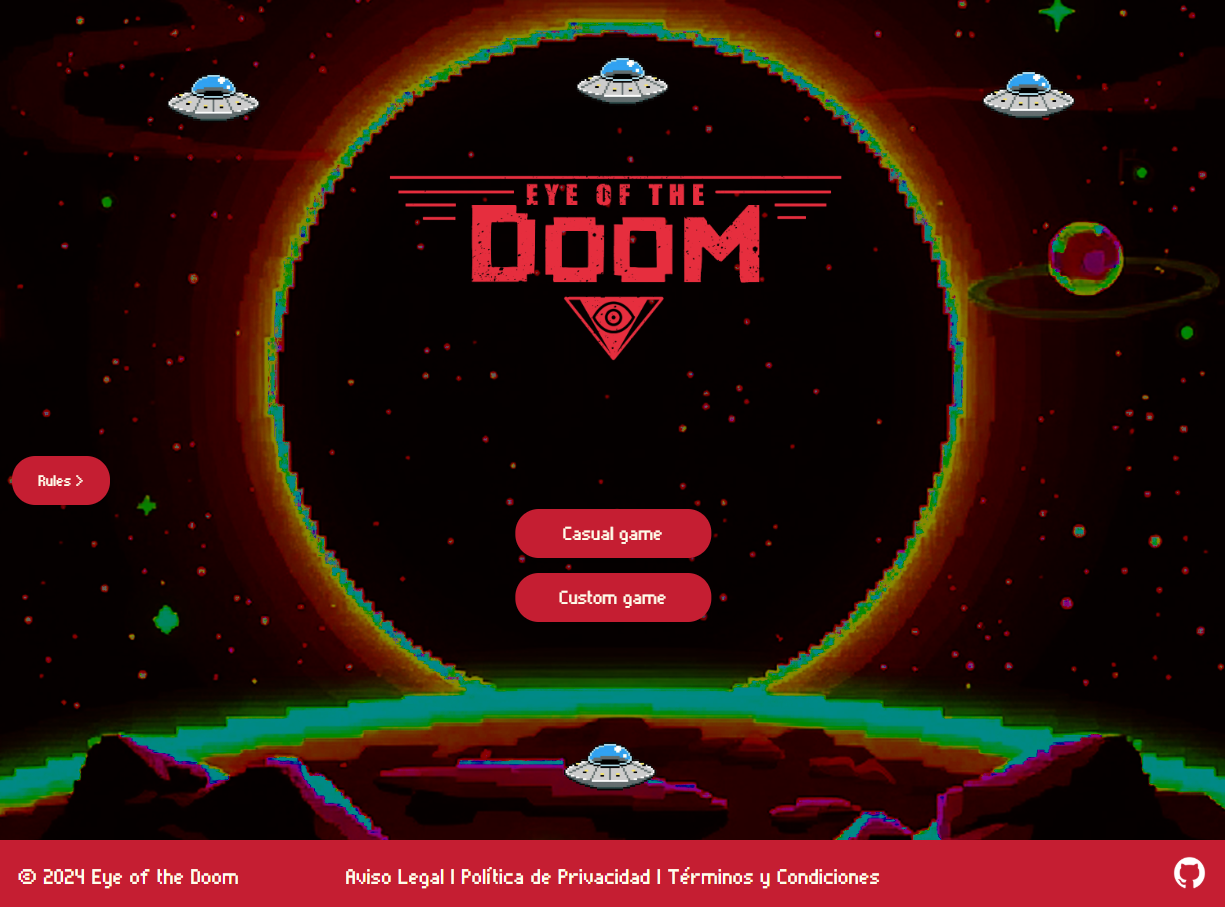 EYE OF THE
DOOM
Rules >
Casual game
Custom game
© 2024 Eye of the Doom
Aviso Legal | Política de Privacidad | Términos y Condiciones